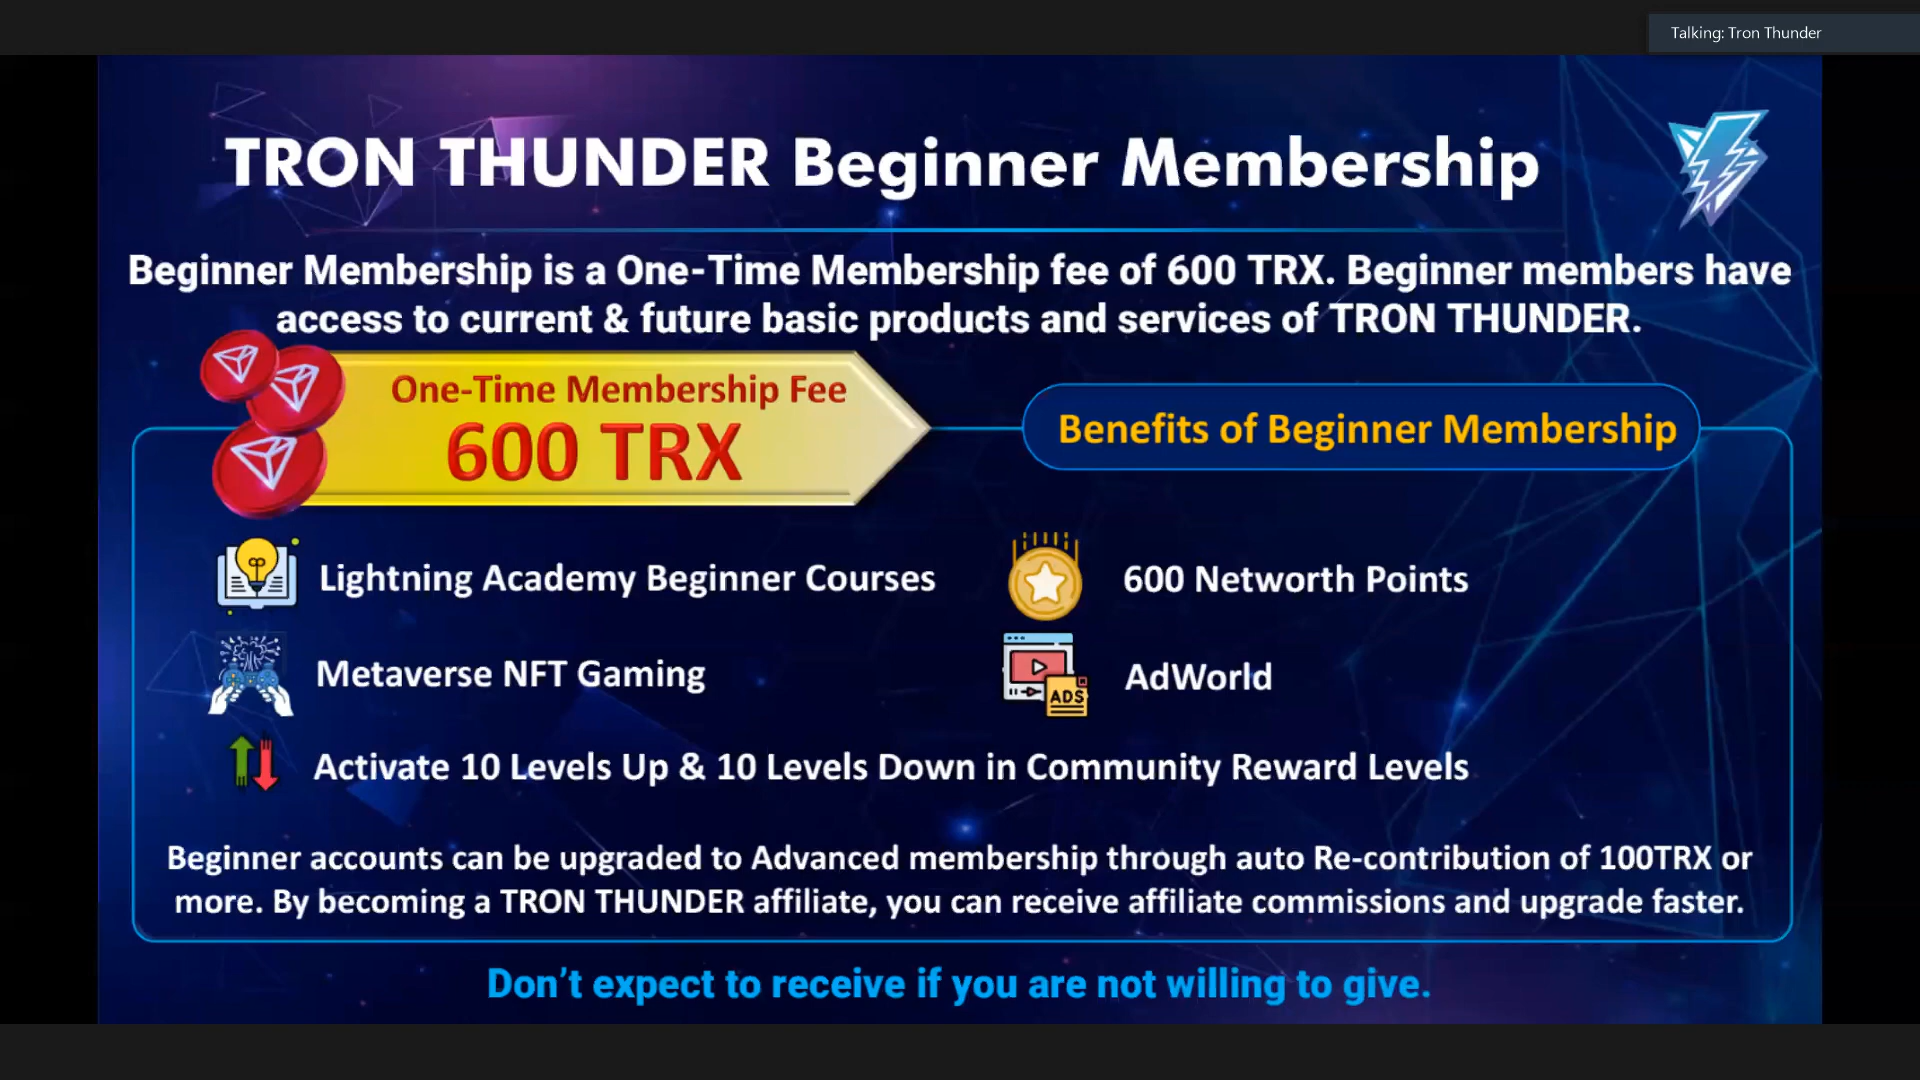 Talking: Tron Thunder
TRON THUNDER Beginner Membership
Beginner Membership is a One-Time Membership fee of 600 TRX. Beginner members have
access to current & future basic products and services of TRON THUNDER.
One-Time Membership Fee
600 TRX
Benefits of Beginner Membership
Lightning Academy Beginner Courses
600 Networth Points
Metaverse NFT Gaming
ADS
AdWorld
Activate 10 Levels Up & 10 Levels Down in Community Reward Levels
Beginner accounts can be upgraded to Advanced membership through auto Re-contribution of 100TRX or
more. By becoming a TRON THUNDER affiliate, you can receive affiliate commissions and upgrade faster.
Don't expect to receive if you are not willing to give.